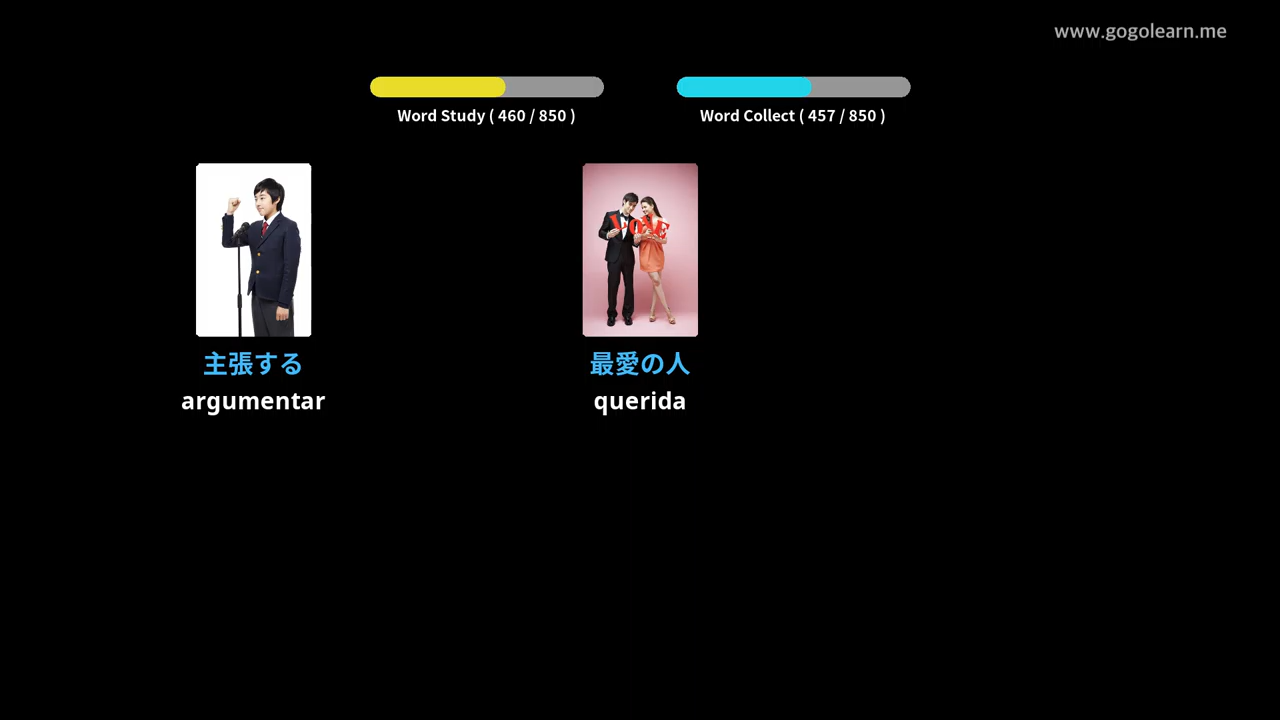 www.gogolearn.me
Word Study ( 460 / 850 )
Word Collect ( 457 / 850 )
LOVE
主張する
argumentar
最愛の人
querida